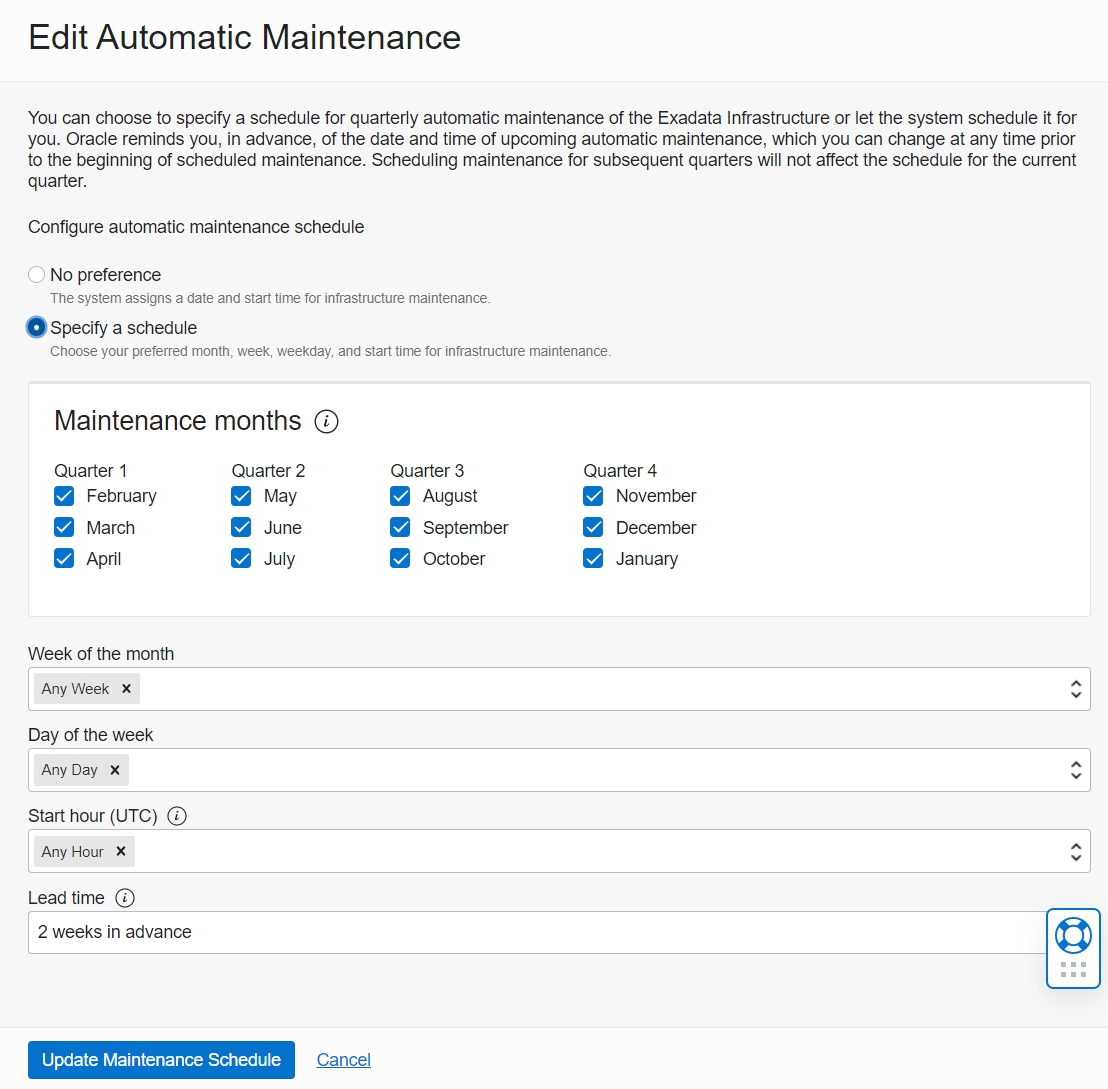 Edit Automatic Maintenance
You can choose to specify a schedule for quarterly automatic maintenance of the Exadata Infrastructure or let the system schedule it for
you. Oracle reminds you, in advance, of the date and time of upcoming automatic maintenance, which you can change at any time prior
to the beginning of scheduled maintenance. Scheduling maintenance for subsequent quarters will not affect the schedule for the current
quarter.
Configure automatic maintenance schedule
No preference
The system assigns a date and start time for infrastructure maintenance.
Specify a schedule
Choose your preferred month, week, weekday, and start time for infrastructure maintenance.
Maintenance months
Quarter 1
February
March
April
Quarter 2
May
June
July
Quarter 3
August
September
October
Quarter 4
November
December
January
Week of the month
Any Week
Day of the week
Any Day
Start hour (UTC)
Any Hour
Lead time
2 weeks in advance
Update Maintenance Schedule
Cancel